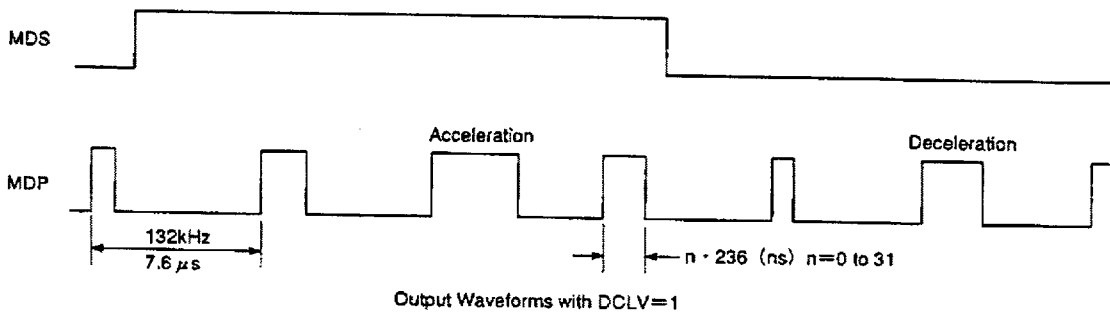 MDS
Acceleration
Deceleration
MDP
132kHz
7.6 μs
n · 236 (ns) n=0 to 31
Output Waveforms with DCLV=1